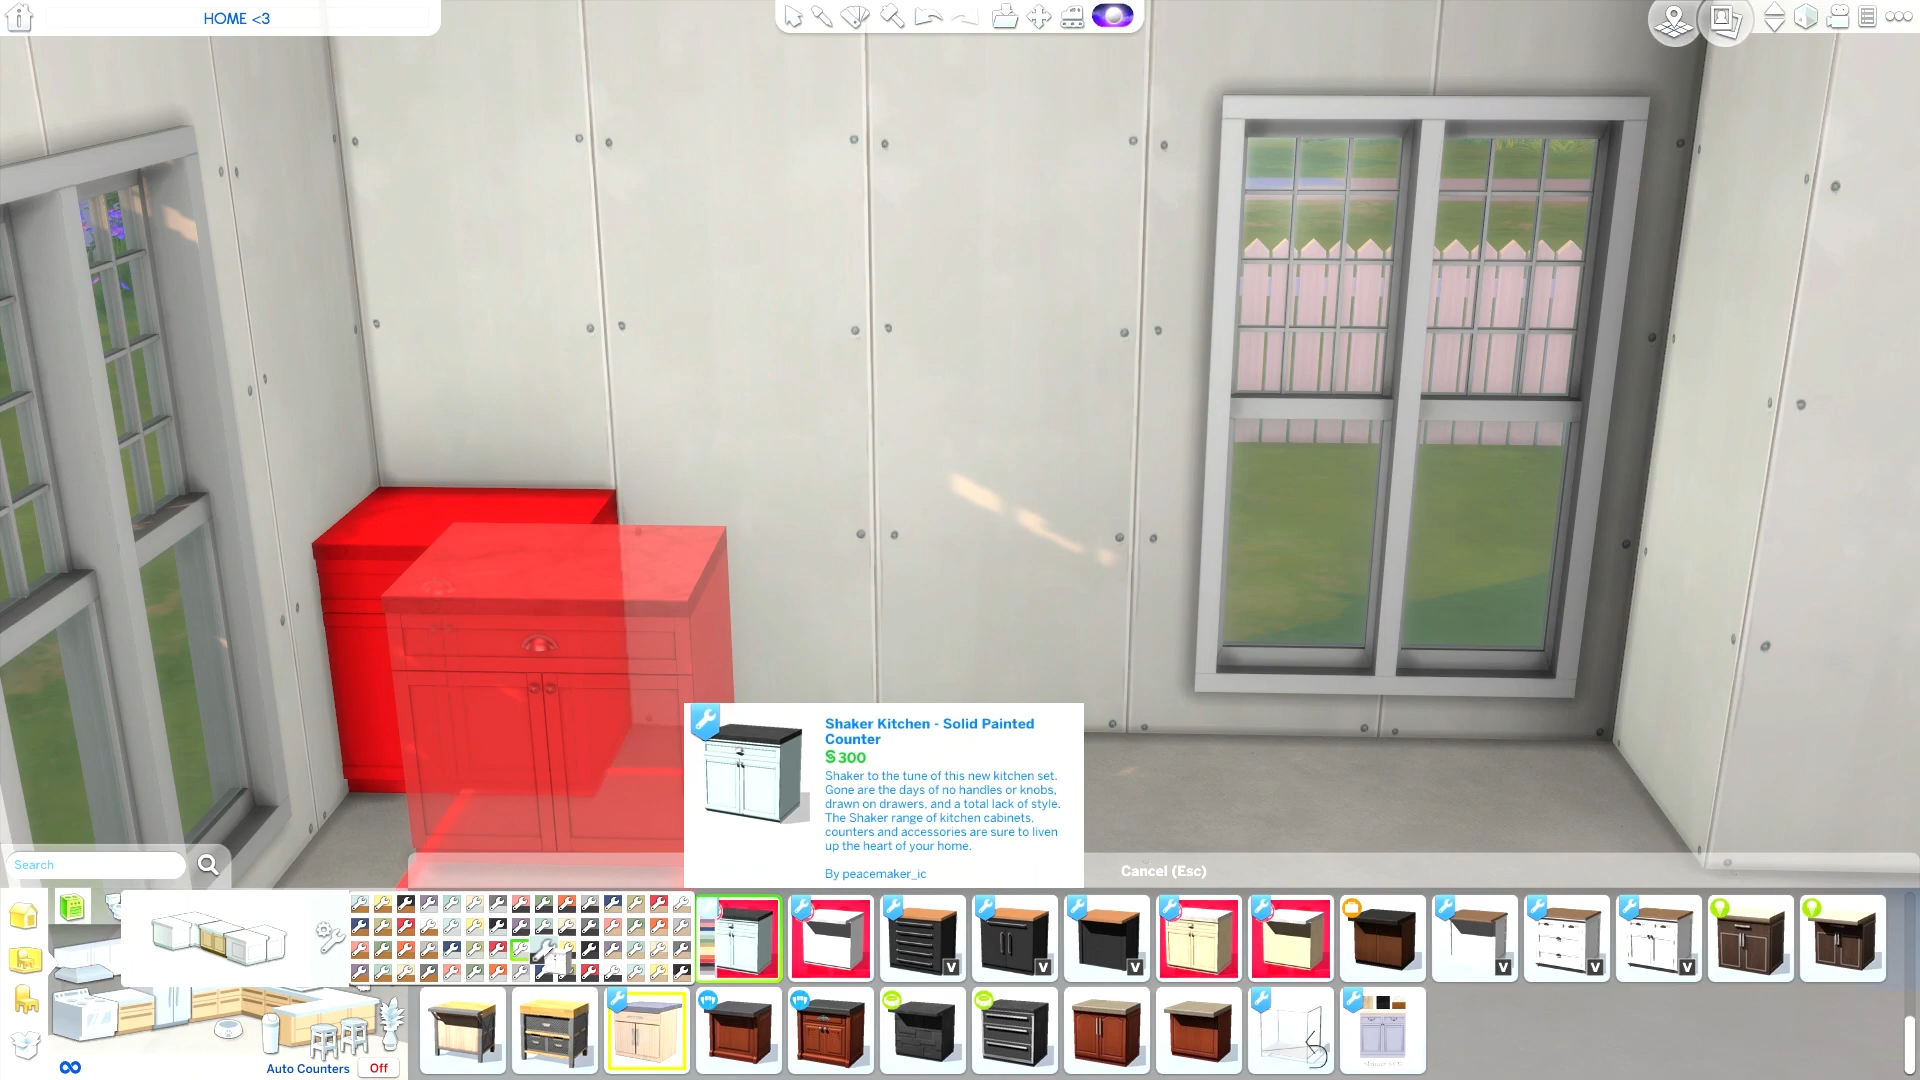 HOME <3
Shaker Kitchen - Solid Painted
Counter
§300
Shaker to the tune of this new kitchen set.
Gone are the days of no handles or knobs,
drawn on drawers, and a total lack of style.
The Shaker range of kitchen cabinets,
counters and accessories are sure to liven
up the heart of your home.
By peacemaker_ic
Search
Cancel (Esc)
V
V
V
V
V
V
Auto Counters
Off